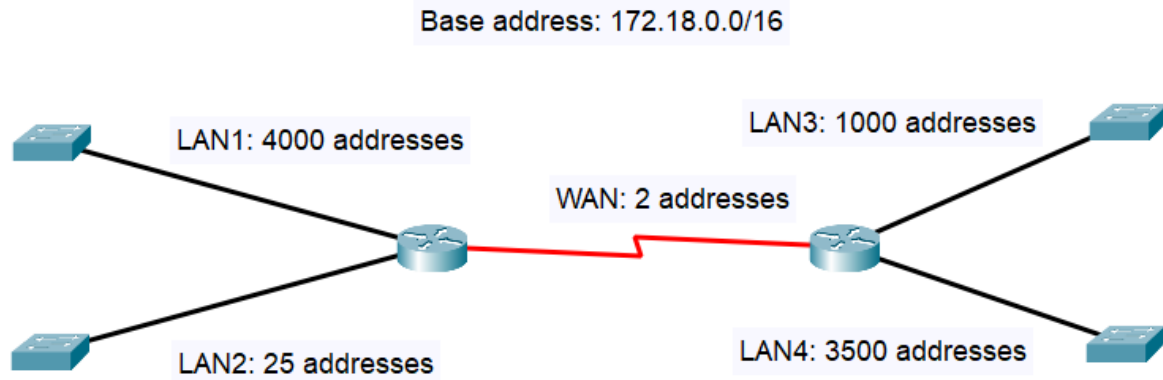 Base address: 172.18.0.0/16
LAN1: 4000 addresses
LAN3: 1000 addresses
WAN: 2 addresses
LAN2: 25 addresses
LAN4: 3500 addresses